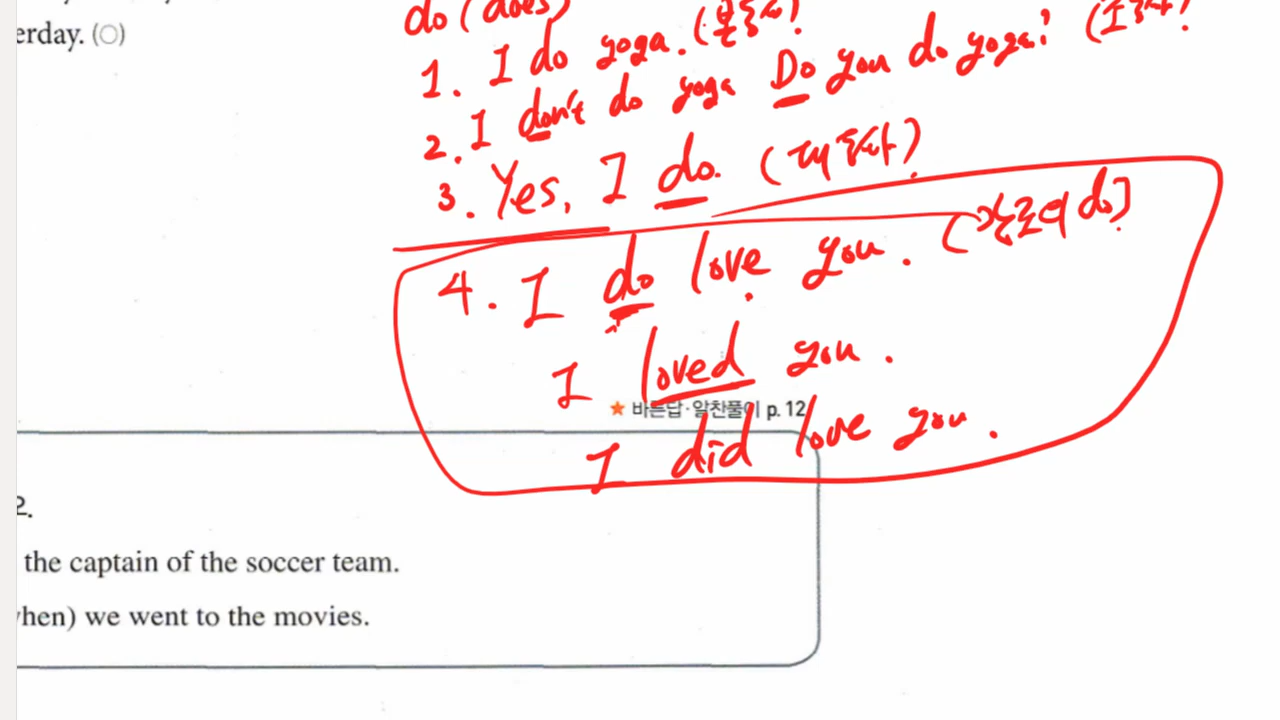 do (does)
erday. (○)
1. I do yoga. (본동사)
2. I don't do yoga Do you do yoga? (조동사)
3. Yes, I do. (대동사)
4. I do love you. (강조의 do)
I loved you.
★ 바른답·알찬풀이 p. 12
I did love you.
2.
the captain of the soccer team.
hen) we went to the movies.